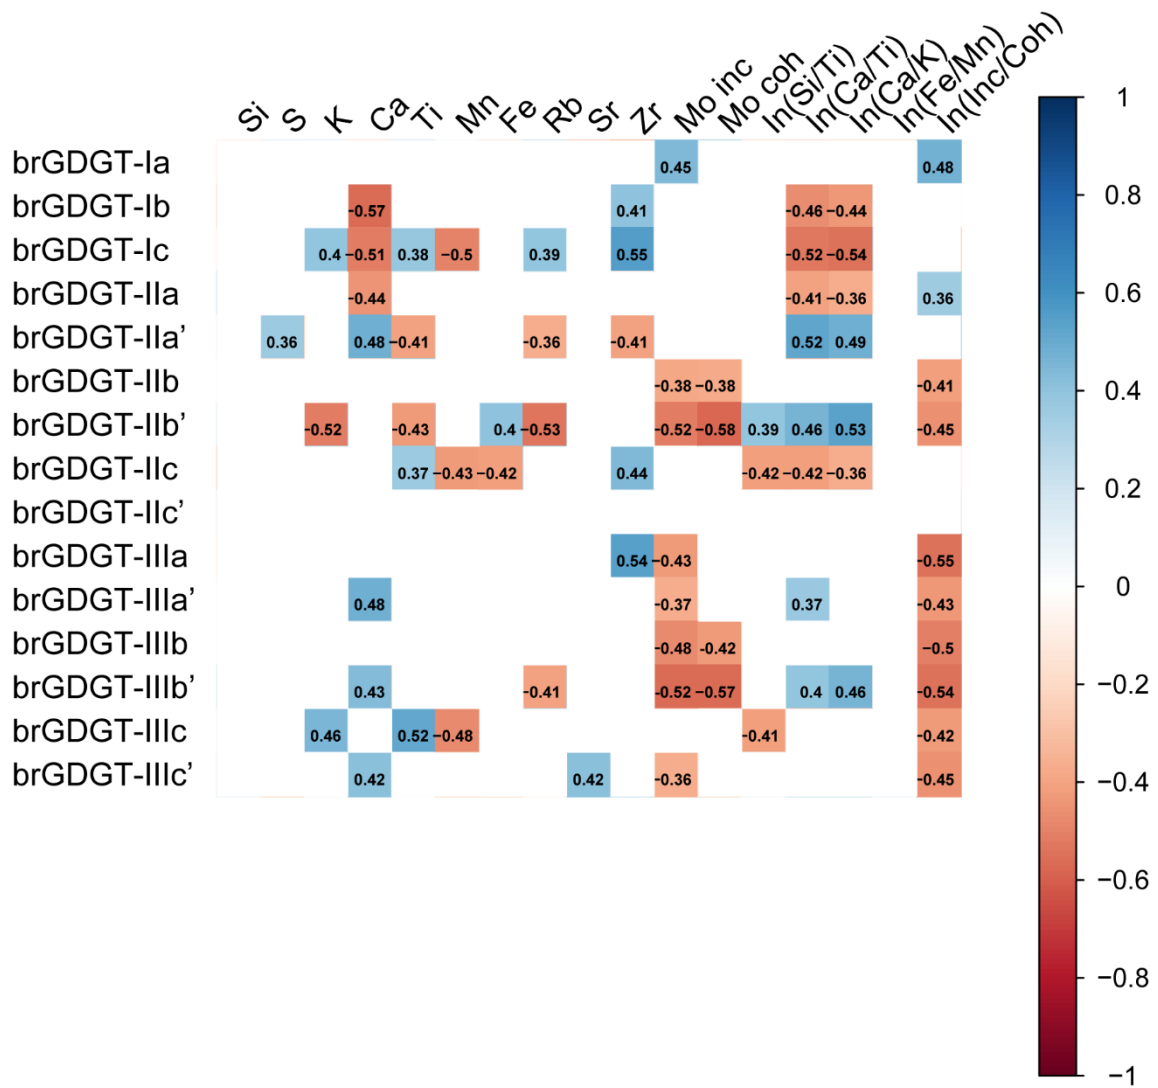 Si S K Ca Ti Mn Fe Rb Sr Zr Mo inc Mo coh In(Si/Ti) In(Ca/Ti) In(Ca/K) In(Fe/Mn) In(Inc/Coh)
brGDGT-Ia 0.45 0.48
brGDGT-Ib −0.57 0.41 −0.46 −0.44
brGDGT-Ic 0.4 −0.51 0.38 −0.5 0.39 0.55 −0.52 −0.54
brGDGT-IIa −0.44 −0.41 −0.36 0.36
brGDGT-IIa’ 0.36 0.48 −0.41 −0.36 −0.41 0.52 0.49
brGDGT-IIb −0.38 −0.38 −0.41
brGDGT-IIb’ −0.52 −0.43 0.4 −0.53 −0.52 −0.58 0.39 0.46 0.53 −0.45
brGDGT-IIc 0.37 −0.43 −0.42 0.44 −0.42 −0.42 −0.36
brGDGT-IIc’
brGDGT-IIIa 0.54 −0.43 −0.55
brGDGT-IIIa’ 0.48 −0.37 0.37 −0.43
brGDGT-IIIb −0.48 −0.42 −0.5
brGDGT-IIIb’ 0.43 −0.41 −0.52 −0.57 0.4 0.46 −0.54
brGDGT-IIIc 0.46 0.52 −0.48 −0.41 −0.42
brGDGT-IIIc’ 0.42 0.42 −0.36 −0.45
1
0.8
0.6
0.4
0.2
0
−0.2
−0.4
−0.6
−0.8
−1